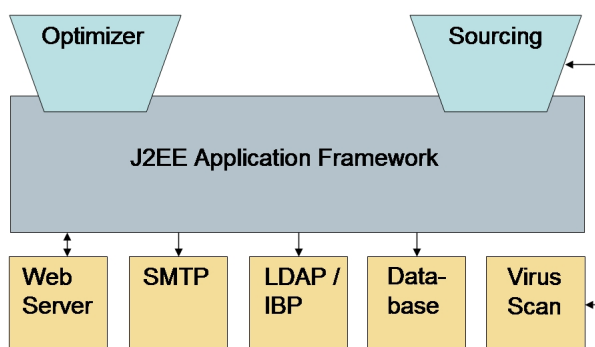 Optimizer
Sourcing
J2EE Application Framework
Web
Server
SMTP
LDAP /
IBP
Data-
base
Virus
Scan